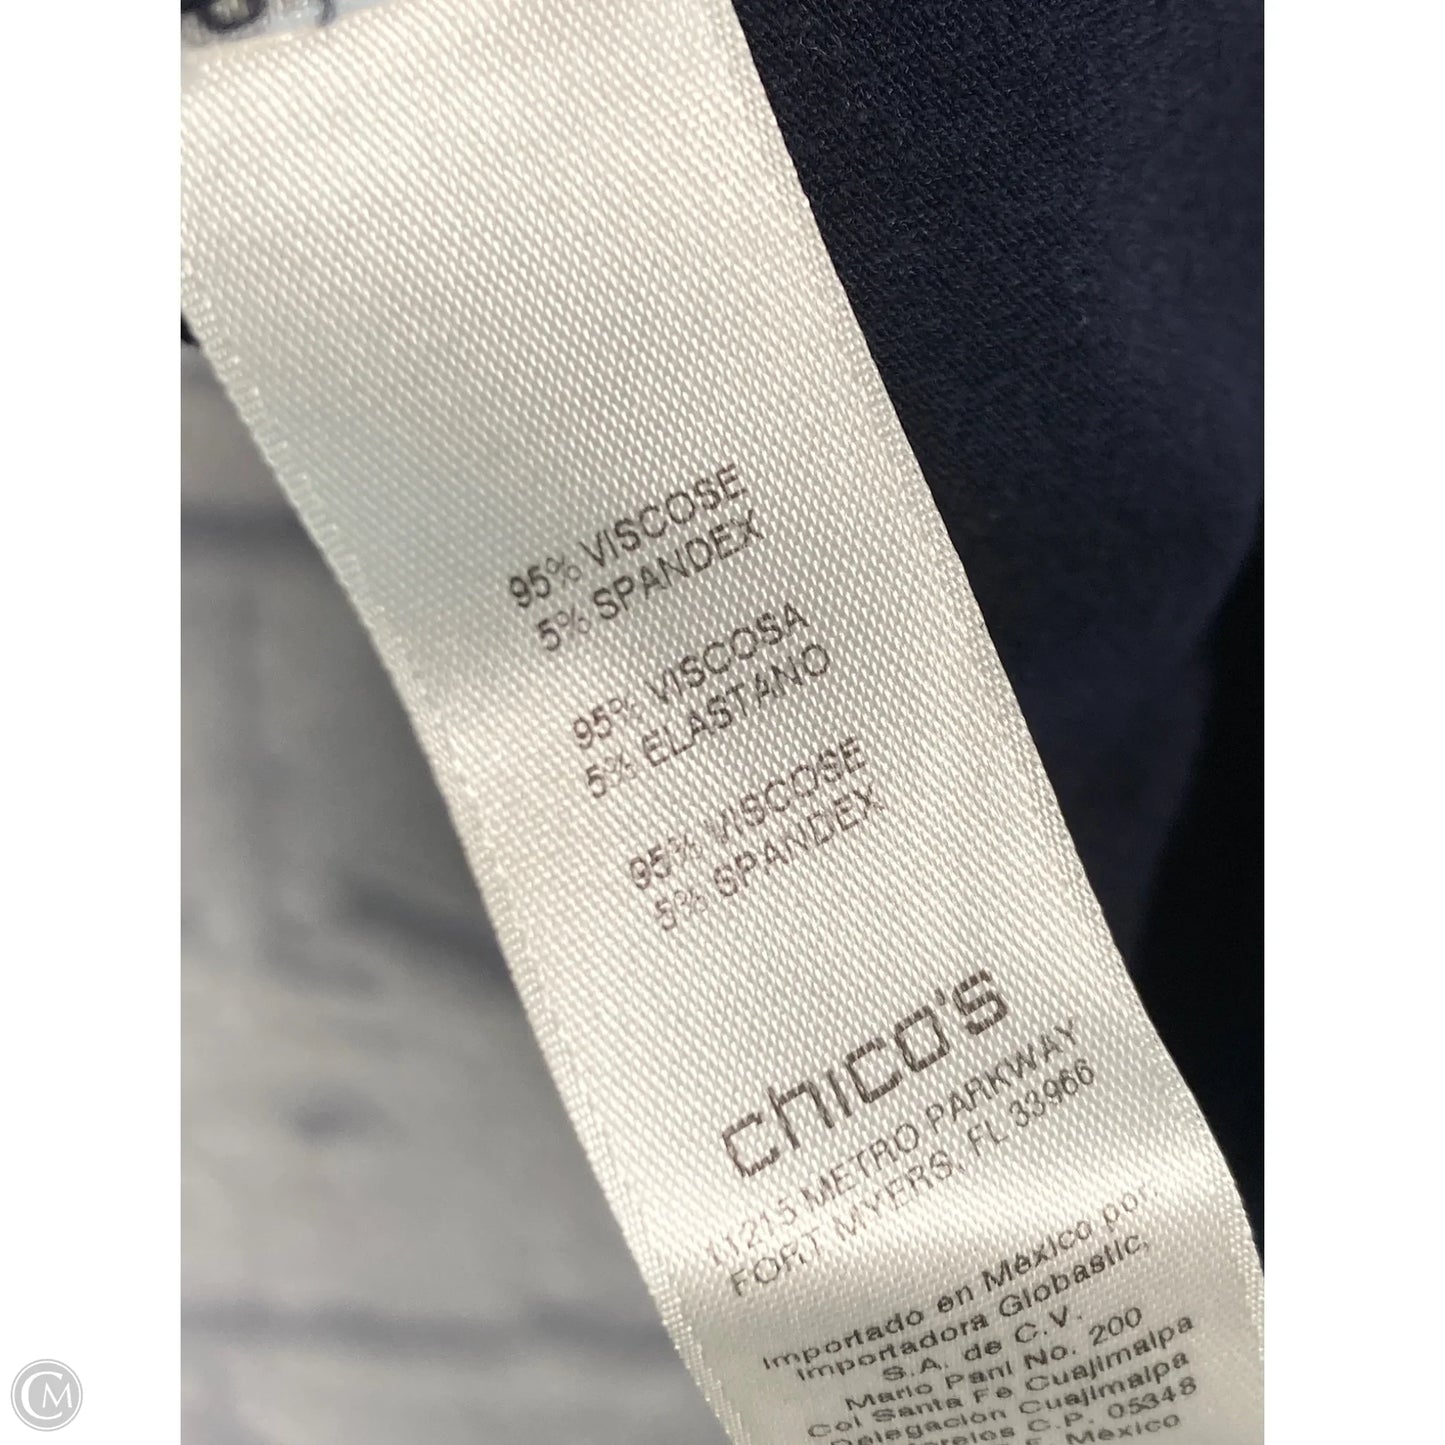 95% VISCOSE
5% SPANDEX
95% VISCOSA
5% ELASTANO
95% VISCOSE
5% SPANDEX
chico's
11215 METRO PARKWAY
FORT MYERS, FL 33966
Importado en México por:
Importadora Globastic,
S.A. de C.V.
Mario Pani No. 200
Col Santa Fe Cuajimalpa
Delegación Cuajimalpa
C.P. 05348
México
CM